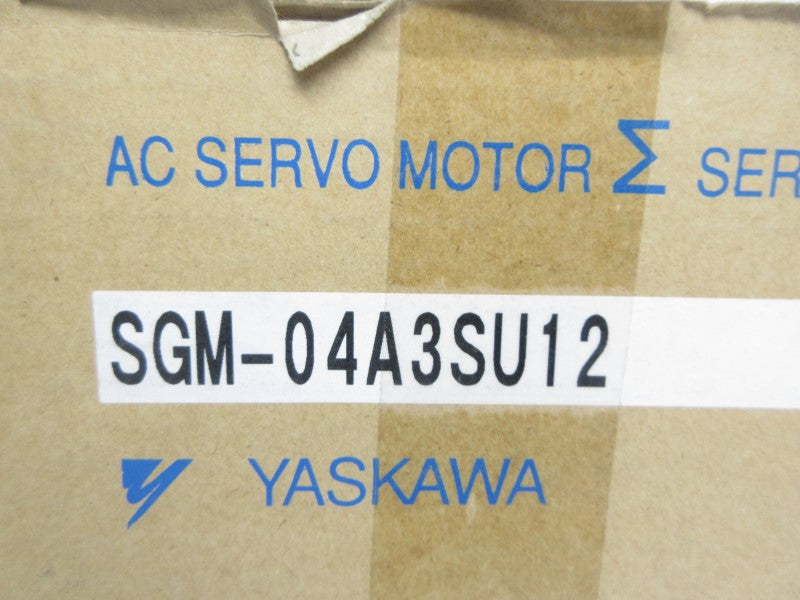 AC SERVO MOTOR Σ SER
SGM-04A3SU12
YASKAWA